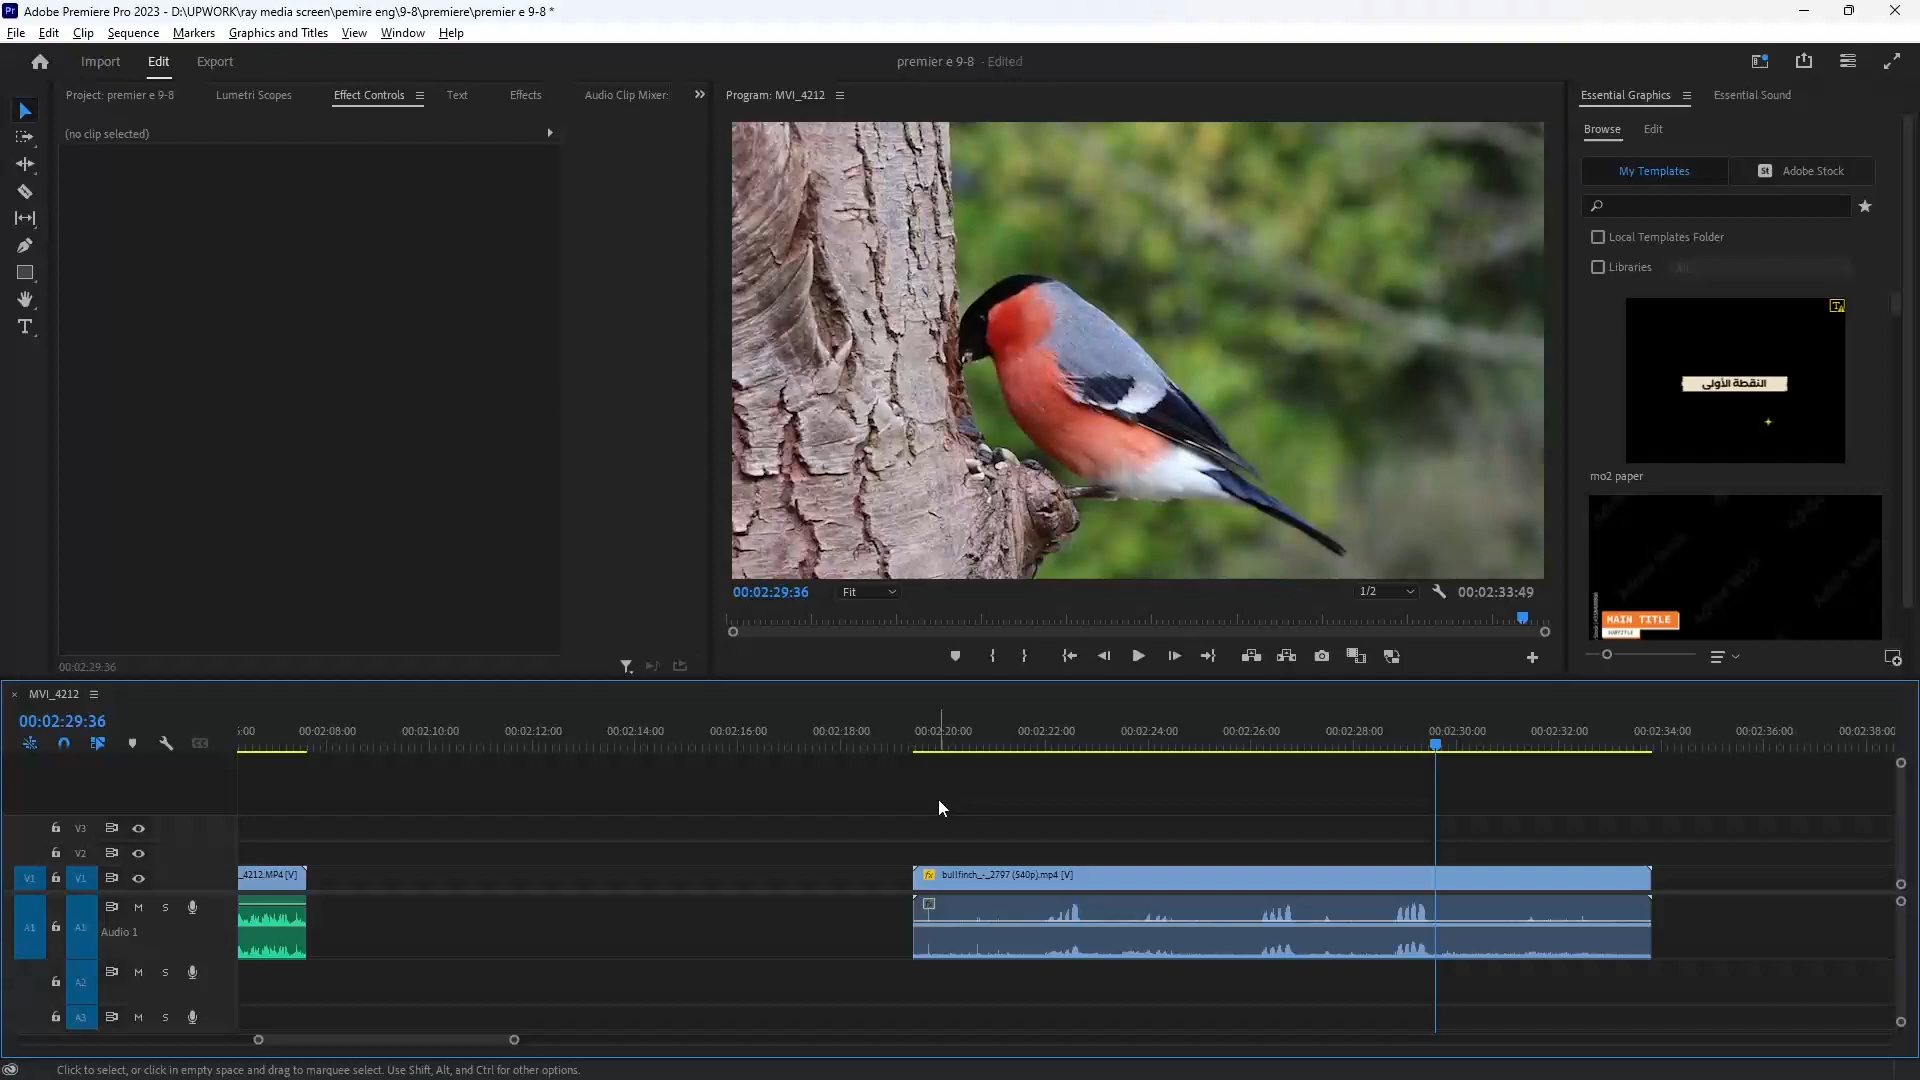 Adobe Premiere Pro 2023 - D:\UPWORK\ray media screen\pemire eng\9-8\premiere\premier e 9-8 *
File Edit Clip Sequence Markers Graphics and Titles View Window Help
Import Edit Export
premier e 9-8 - Edited
Project: premier e 9-8 Lumetri Scopes Effect Controls Text Effects Audio Clip Mixer:
(no clip selected)
00:02:29:36
Program: MVI_4212
00:02:29:36 Fit 1/2 00:02:33:49
Essential Graphics Essential Sound
Browse Edit
My Templates St Adobe Stock
Local Templates Folder
Libraries All
النقطة الأولى
mo2 paper
MAIN TITLE
SUBTITLE
MVI_4212
00:02:29:36
5:00 00:02:08:00 00:02:10:00 00:02:12:00 00:02:14:00 00:02:16:00 00:02:18:00 00:02:20:00 00:02:22:00 00:02:24:00 00:02:26:00 00:02:28:00 00:02:30:00 00:02:32:00 00:02:34:00 00:02:36:00 00:02:38:00
V3
V2
V1 V1 _4212.MP4 [V] fx bullfinch_-_2797 (540p).mp4 [V]
M S
A1 A1 Audio 1
A2 M S
A3 M S
Click to select, or click in empty space and drag to marquee select. Use Shift, Alt, and Ctrl for other options.